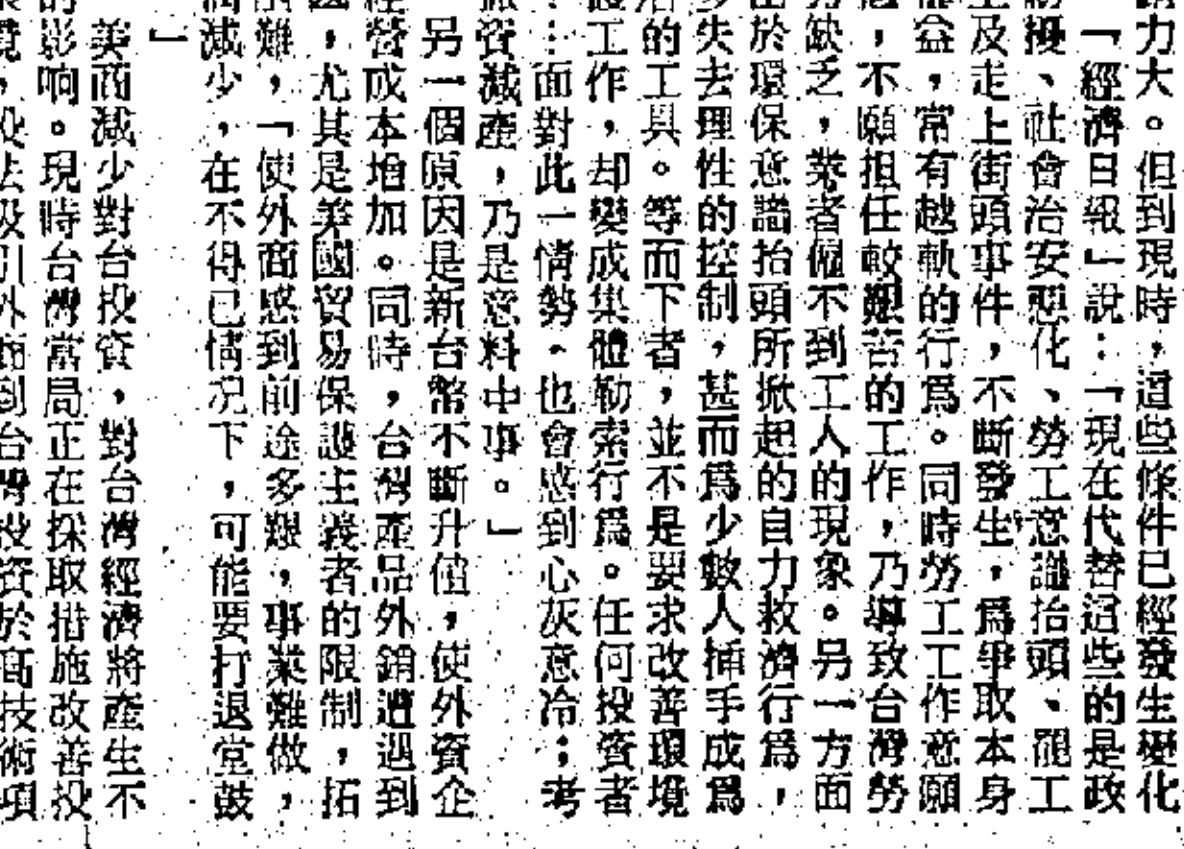 力大。但到現時，這些條件已經發生變化
「經濟日報」說：「現在代替這些的是政
擾、社會治安惡化、勞工意識抬頭、罷工
及走上街頭事件，不斷發生，爲爭取本身
益，常有越軌的行爲。同時勞工工作意願
，不願担任較艱苦的工作，乃導致台灣勞
缺乏，業者僱不到工人的現象。另一方面
於環保意識抬頭所掀起的自力救濟行爲，
失去理性的控制，甚而爲少數人插手成爲
的工具。等而下者，並不是要求改善環境
工作，却變成集體勒索行爲。任何投資者
：面對此一情勢，也會感到心灰意冷；考
資減產，乃是意料中事。」
另一個原因是新台幣不斷升值，使外資企
營成本增加。同時，台灣產品外銷遭遇到
，尤其是美國貿易保護主義者的限制，拓
難，「使外商感到前途多艱，事業難做，
減少，在不得已情况下，可能要打退堂鼓
」
美商減少對台投資，對台灣經濟將產生不
影响。現時台灣當局正在採取措施改善投
，吸引外商到台灣投資於高技術項